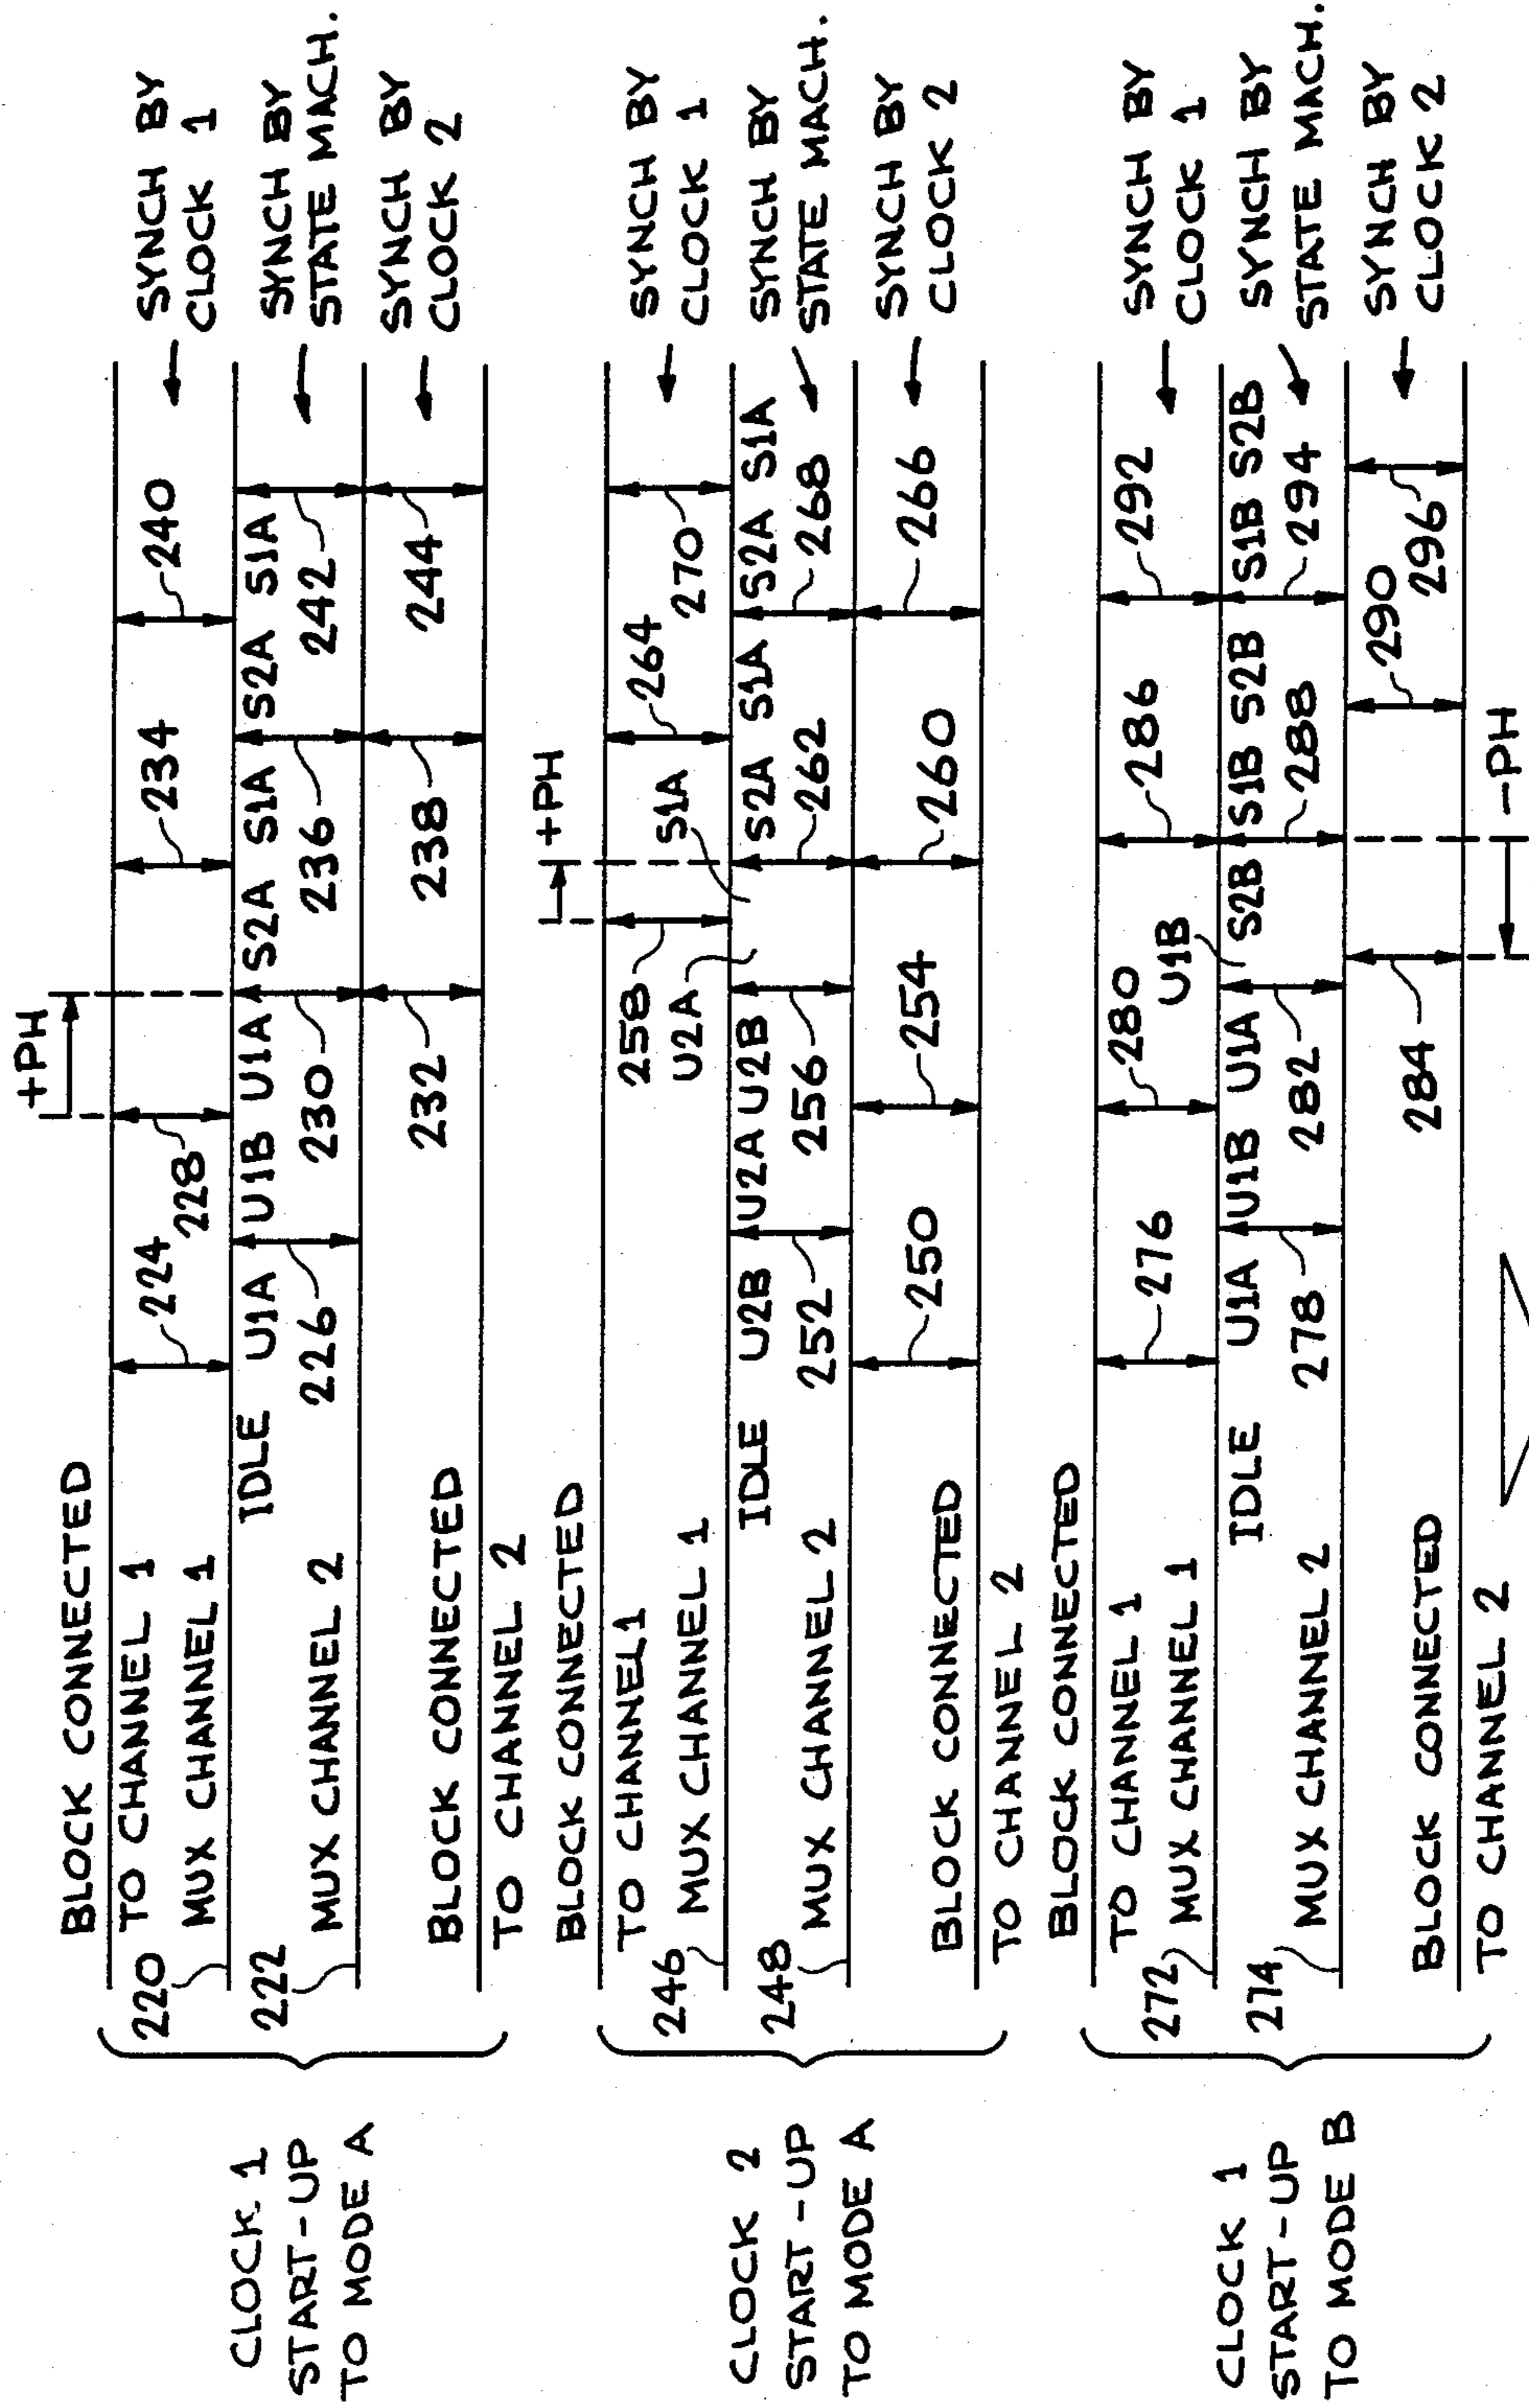 CLOCK 1
START-UP
TO MODE A
BLOCK CONNECTED
220 TO CHANNEL 1
MUX CHANNEL 1
222
MUX CHANNEL 2
BLOCK CONNECTED
TO CHANNEL 2
+PH
224 228 234 240
IDLE U1A U1B U1A S2A S1A S2A S1A
226 230 236 242
232 238 244
SYNCH BY
CLOCK 1
SYNCH BY
STATE MACH.
SYNCH BY
CLOCK 2
CLOCK 2
START-UP
TO MODE A
BLOCK CONNECTED
TO CHANNEL 1
246 MUX CHANNEL 1
248 MUX CHANNEL 2
BLOCK CONNECTED
TO CHANNEL 2
+PH
258 264 270
U2A S1A
IDLE U2B U2A U2B S2A S1A S2A S1A
252 256 262 268
250 254 260 266
SYNCH BY
CLOCK 1
SYNCH BY
STATE MACH.
SYNCH BY
CLOCK 2
CLOCK 1
START-UP
TO MODE B
BLOCK CONNECTED
TO CHANNEL 1
272 MUX CHANNEL 1
274 MUX CHANNEL 2
BLOCK CONNECTED
TO CHANNEL 2
276 280 286 292
U1B
IDLE U1A U1B U1A S2B S1B S2B S1B S2B
278 282 288 294
284 290 296
-PH
SYNCH BY
CLOCK 1
SYNCH BY
STATE MACH.
SYNCH BY
CLOCK 2